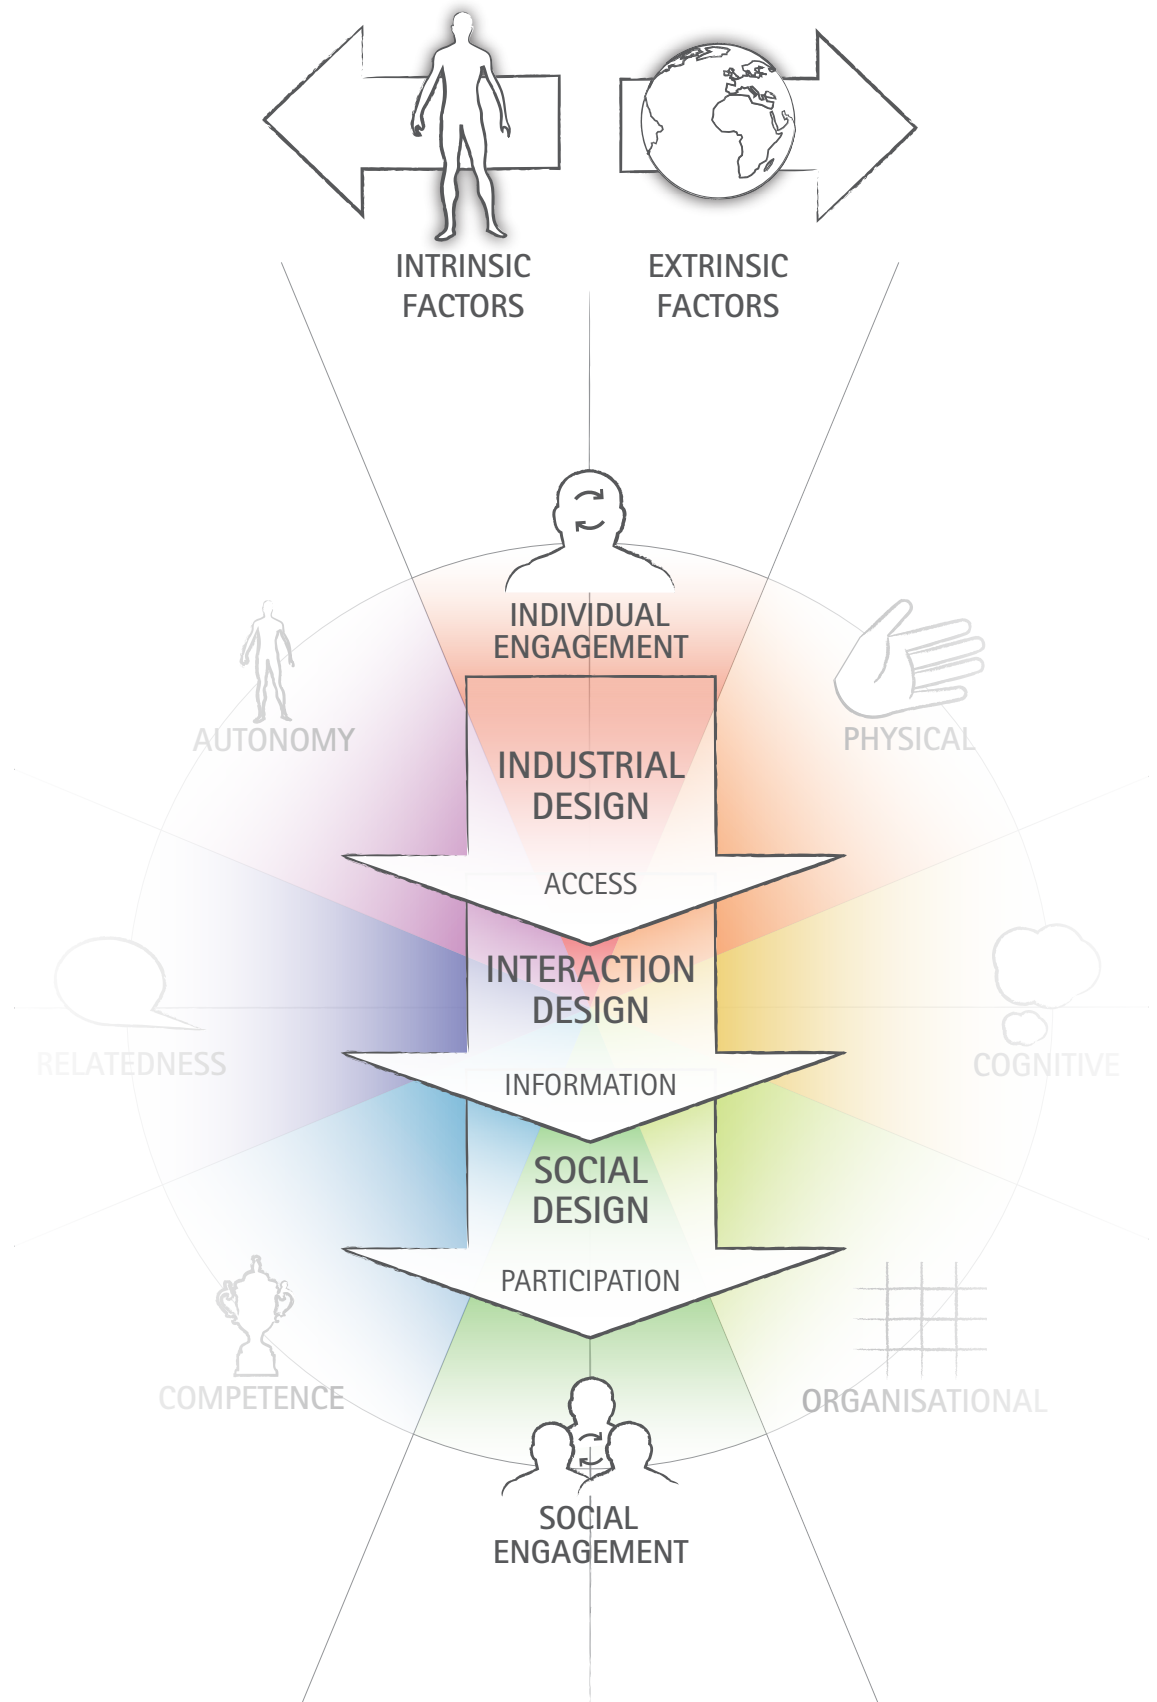 INTRINSIC
FACTORS
EXTRINSIC
FACTORS
INDIVIDUAL
ENGAGEMENT
AUTONOMY
PHYSICAL
INDUSTRIAL
DESIGN
ACCESS
INTERACTION
DESIGN
RELATEDNESS
COGNITIVE
INFORMATION
SOCIAL
DESIGN
PARTICIPATION
COMPETENCE
ORGANISATIONAL
SOCIAL
ENGAGEMENT